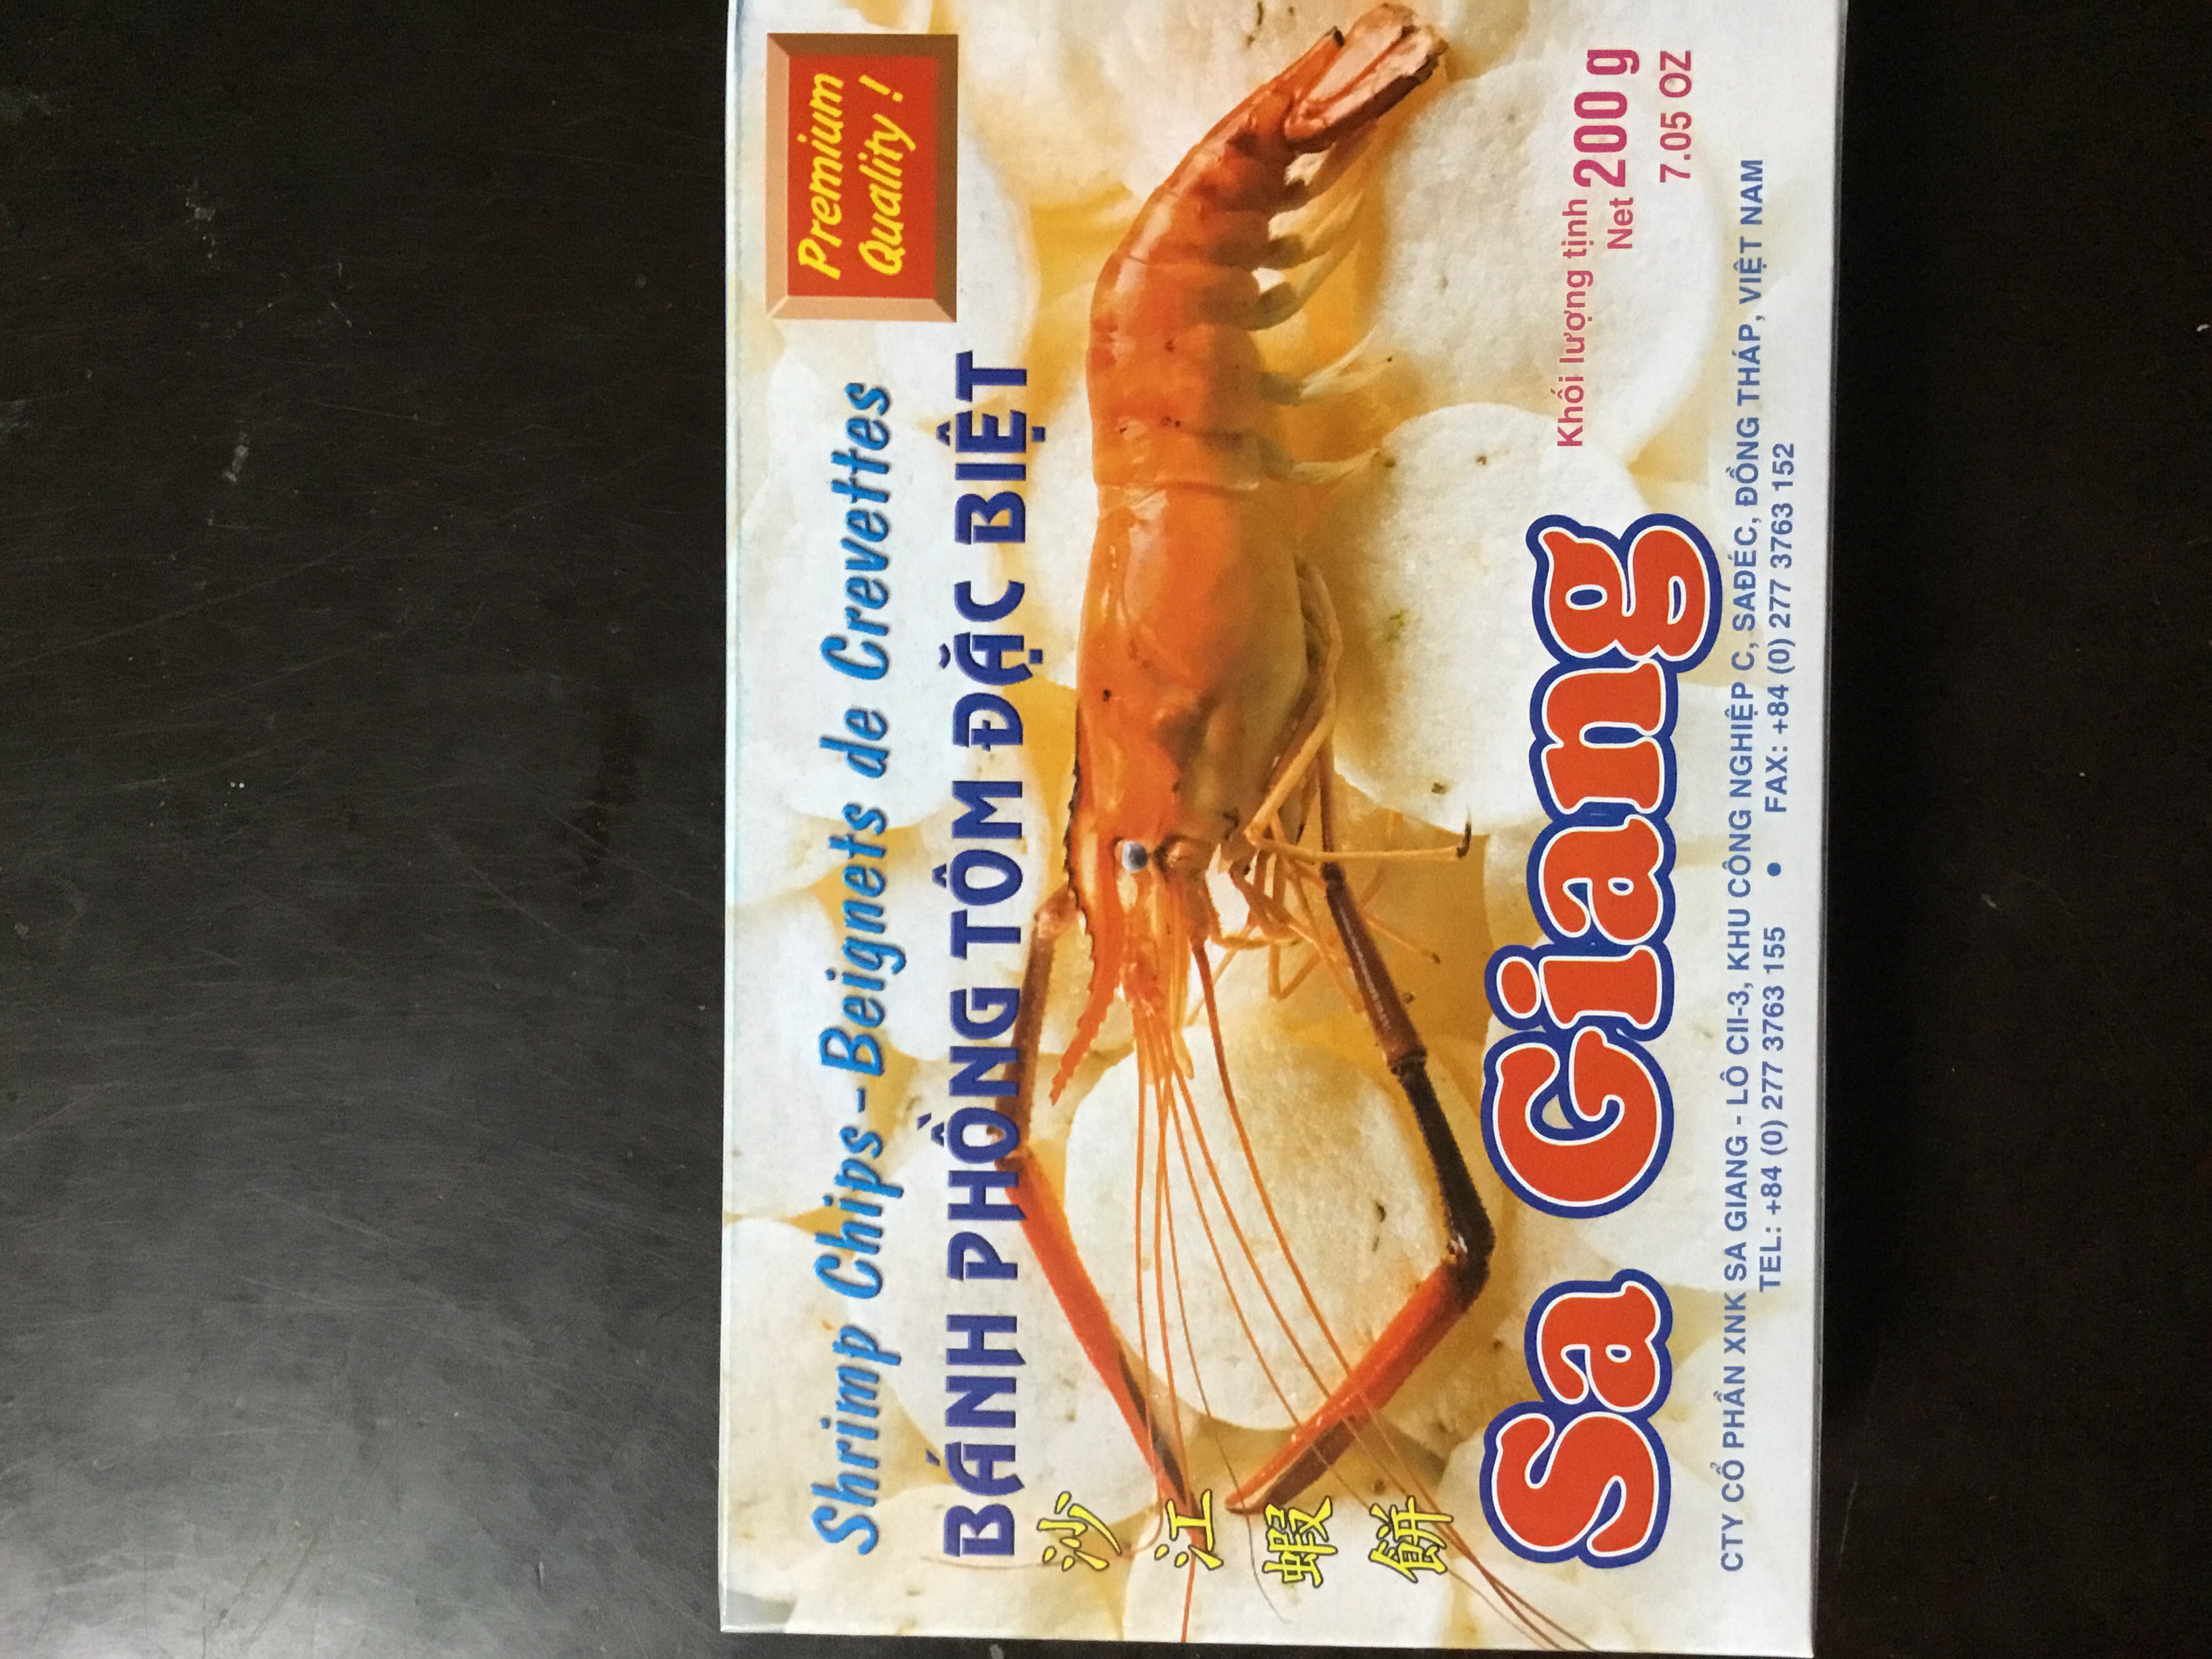 Premium
Quality !
Shrimp Chips-Beignets de Crevettes
BÁNH PHỒNG TÔM ĐẶC BIỆT
沙江蝦餅
Khối lượng tịnh
Net 200 g
7.05 OZ
Sa Giang
CTY CỔ PHẦN XNK SA GIANG - LÔ CII-3, KHU CÔNG NGHIỆP C, SAĐÉC, ĐỒNG THÁP, VIỆT NAM
TEL: +84 (0) 277 3763 155 • FAX: +84 (0) 277 3763 152